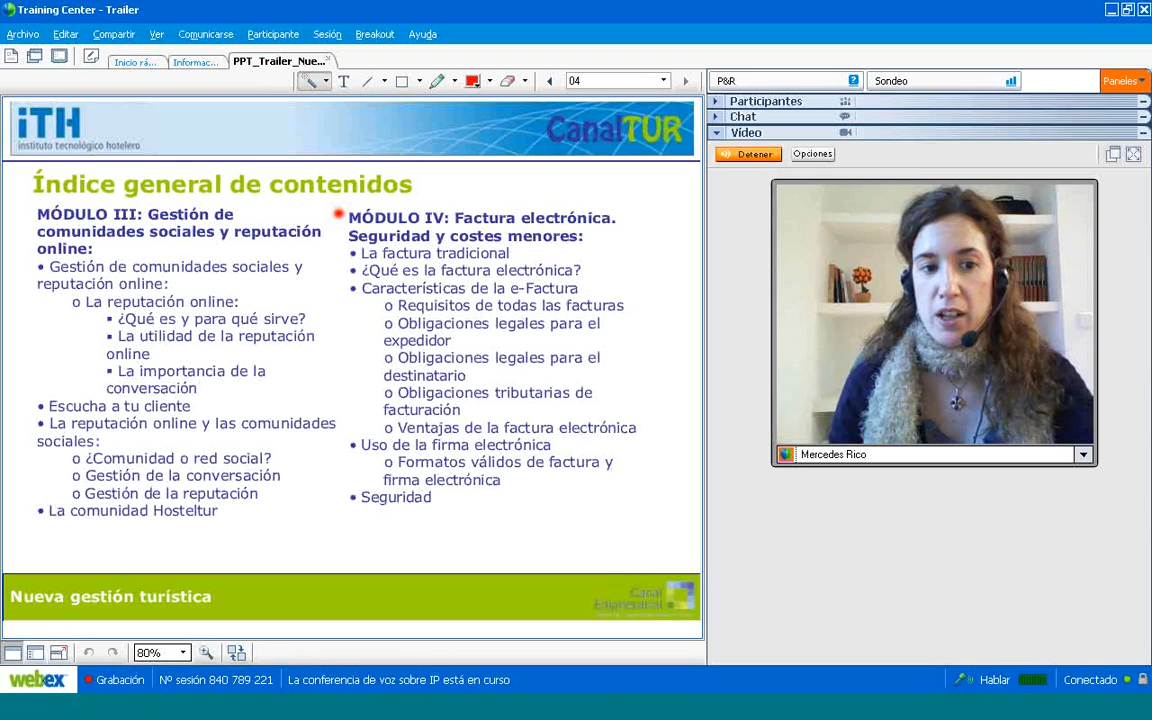 Training Center - Trailer
Archivo Editar Compartir Ver Comunicarse Participante Sesión Breakout Ayuda
Inicio rá... Informac... PPT_Trailer_Nue...
T 04
P&R Sondeo Paneles
Participantes
Chat
Vídeo
Detener Opciones
iTH
instituto tecnológico hotelero
CanalTUR
Índice general de contenidos
MÓDULO III: Gestión de
comunidades sociales y reputación
online:
• Gestión de comunidades sociales y
reputación online:
o La reputación online:
▪ ¿Qué es y para qué sirve?
▪ La utilidad de la reputación
online
▪ La importancia de la
conversación
• Escucha a tu cliente
• La reputación online y las comunidades
sociales:
o ¿Comunidad o red social?
o Gestión de la conversación
o Gestión de la reputación
• La comunidad Hosteltur
MÓDULO IV: Factura electrónica.
Seguridad y costes menores:
• La factura tradicional
• ¿Qué es la factura electrónica?
• Características de la e-Factura
o Requisitos de todas las facturas
o Obligaciones legales para el
expedidor
o Obligaciones legales para el
destinatario
o Obligaciones tributarias de
facturación
o Ventajas de la factura electrónica
• Uso de la firma electrónica
o Formatos válidos de factura y
firma electrónica
• Seguridad
Mercedes Rico
Nueva gestión turística
Canal
Empresarial
80%
webex Grabación Nº sesión 840 789 221 La conferencia de voz sobre IP está en curso Hablar Conectado